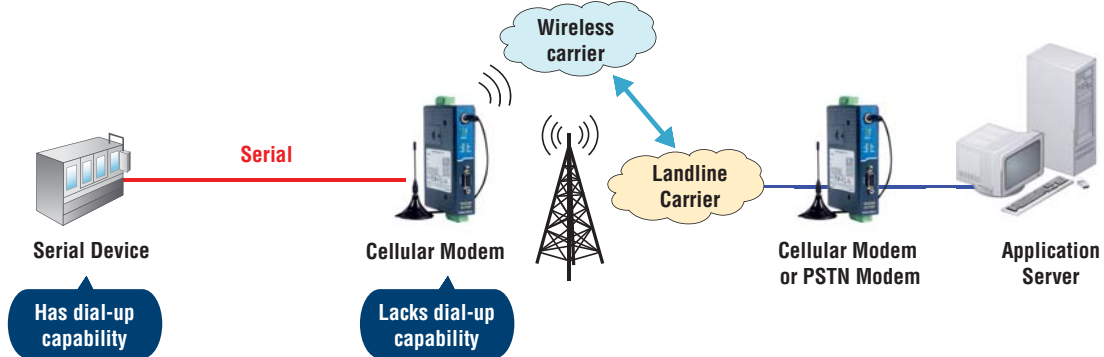 Wireless
carrier
Serial
Landline
Carrier
Serial Device
Cellular Modem
Cellular Modem
or PSTN Modem
Application
Server
Has dial-up
capability
Lacks dial-up
capability